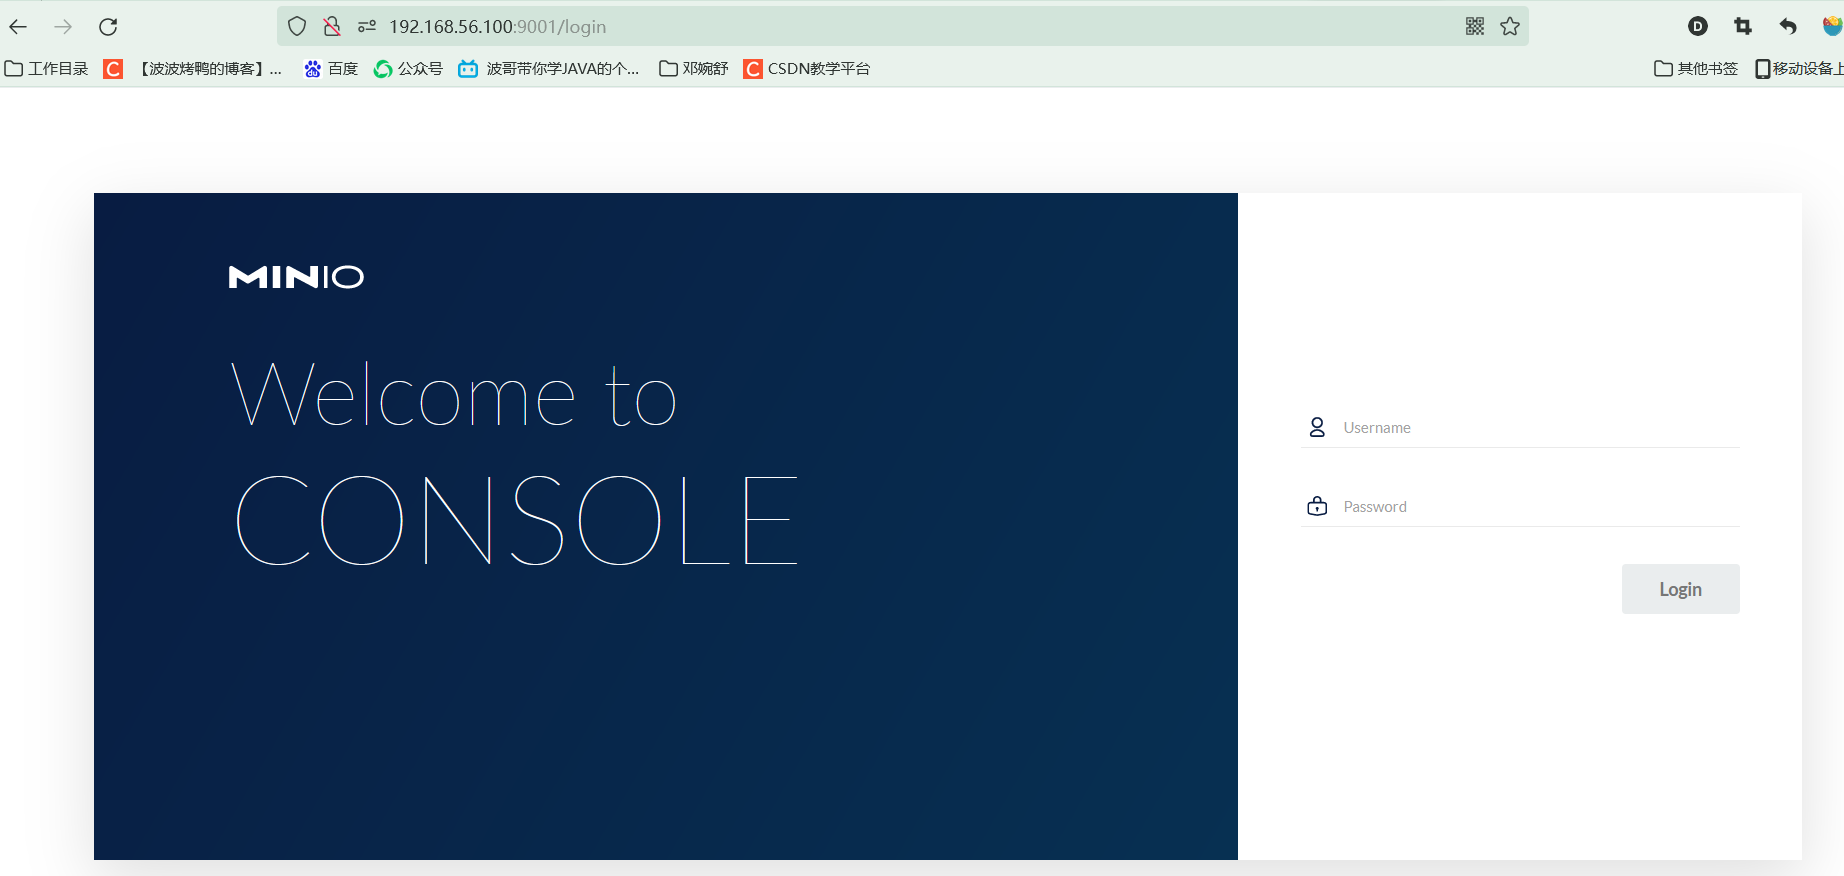 192.168.56.100:9001/login
工作目录 【波波烤鸭的博客】... 百度 公众号 波哥带你学JAVA的个... 邓婉舒 CSDN教学平台 其他书签 移动设备上
MINIO
Welcome to
CONSOLE
Username
Password
Login